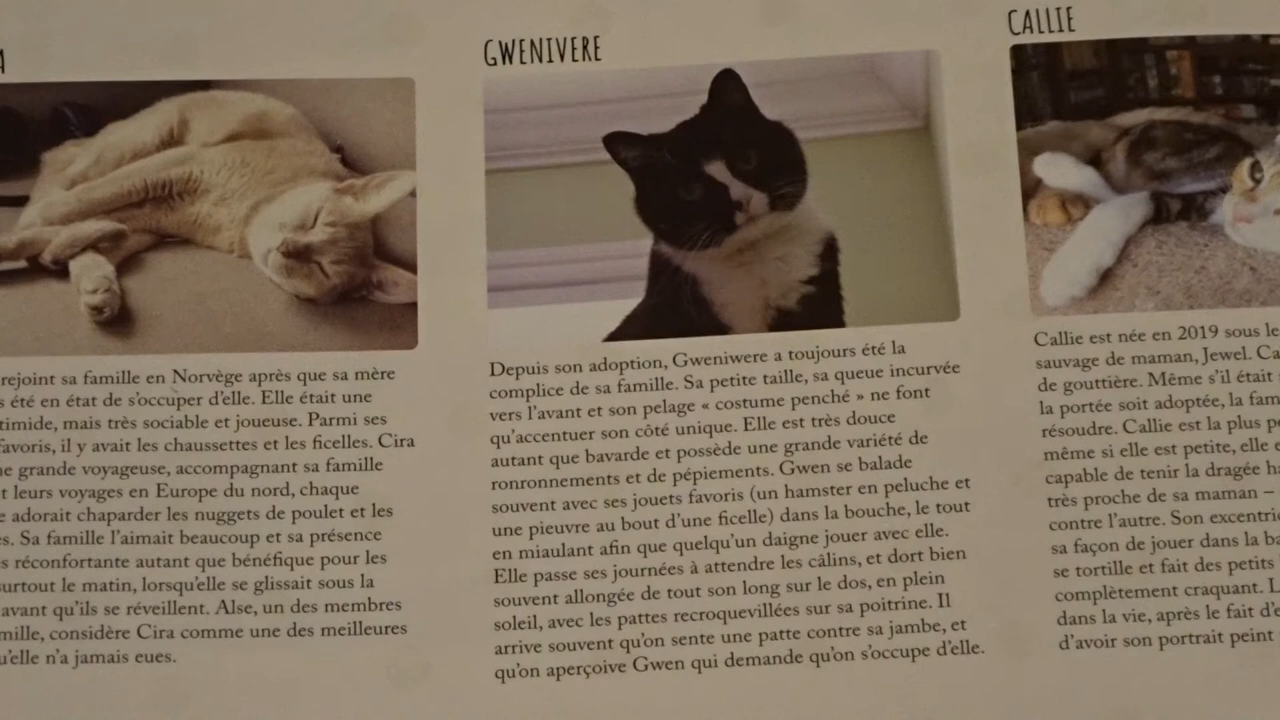 GWENIVERE
CALLIE
rejoint sa famille en Norvège après que sa mère
été en état de s'occuper d'elle. Elle était une
timide, mais très sociable et joueuse. Parmi ses
favoris, il y avait les chaussettes et les ficelles. Cira
grande voyageuse, accompagnant sa famille
leurs voyages en Europe du nord, chaque
adorait chaparder les nuggets de poulet et les
Sa famille l'aimait beaucoup et sa présence
réconfortante autant que bénéfique pour les
surtout le matin, lorsqu'elle se glissait sous la
avant qu'ils se réveillent. Alse, un des membres
considère Cira comme une des meilleures
qu'elle n'a jamais eues.
Depuis son adoption, Gweniwere a toujours été la
complice de sa famille. Sa petite taille, sa queue incurvée
vers l'avant et son pelage « costume penché » ne font
qu'accentuer son côté unique. Elle est très douce
autant que bavarde et possède une grande variété de
ronronnements et de pépiements. Gwen se balade
souvent avec ses jouets favoris (un hamster en peluche et
une pieuvre au bout d'une ficelle) dans la bouche, le tout
en miaulant afin que quelqu'un daigne jouer avec elle.
Elle passe ses journées à attendre les câlins, et dort bien
souvent allongée de tout son long sur le dos, en plein
soleil, avec les pattes recroquevillées sur sa poitrine. Il
arrive souvent qu'on sente une patte contre sa jambe, et
qu'on aperçoive Gwen qui demande qu'on s'occupe d'elle.
Callie est née en 2019 sous le
sauvage de maman, Jewel.
de gouttière. Même s'il était
la portée soit adoptée, la
résoudre. Callie est la plus
même si elle est petite, elle
capable de tenir la dragée
très proche de sa maman –
contre l'autre. Son
sa façon de jouer dans la
se tortille et fait des petits
complètement craquant.
dans la vie, après le fait
d'avoir son portrait peint